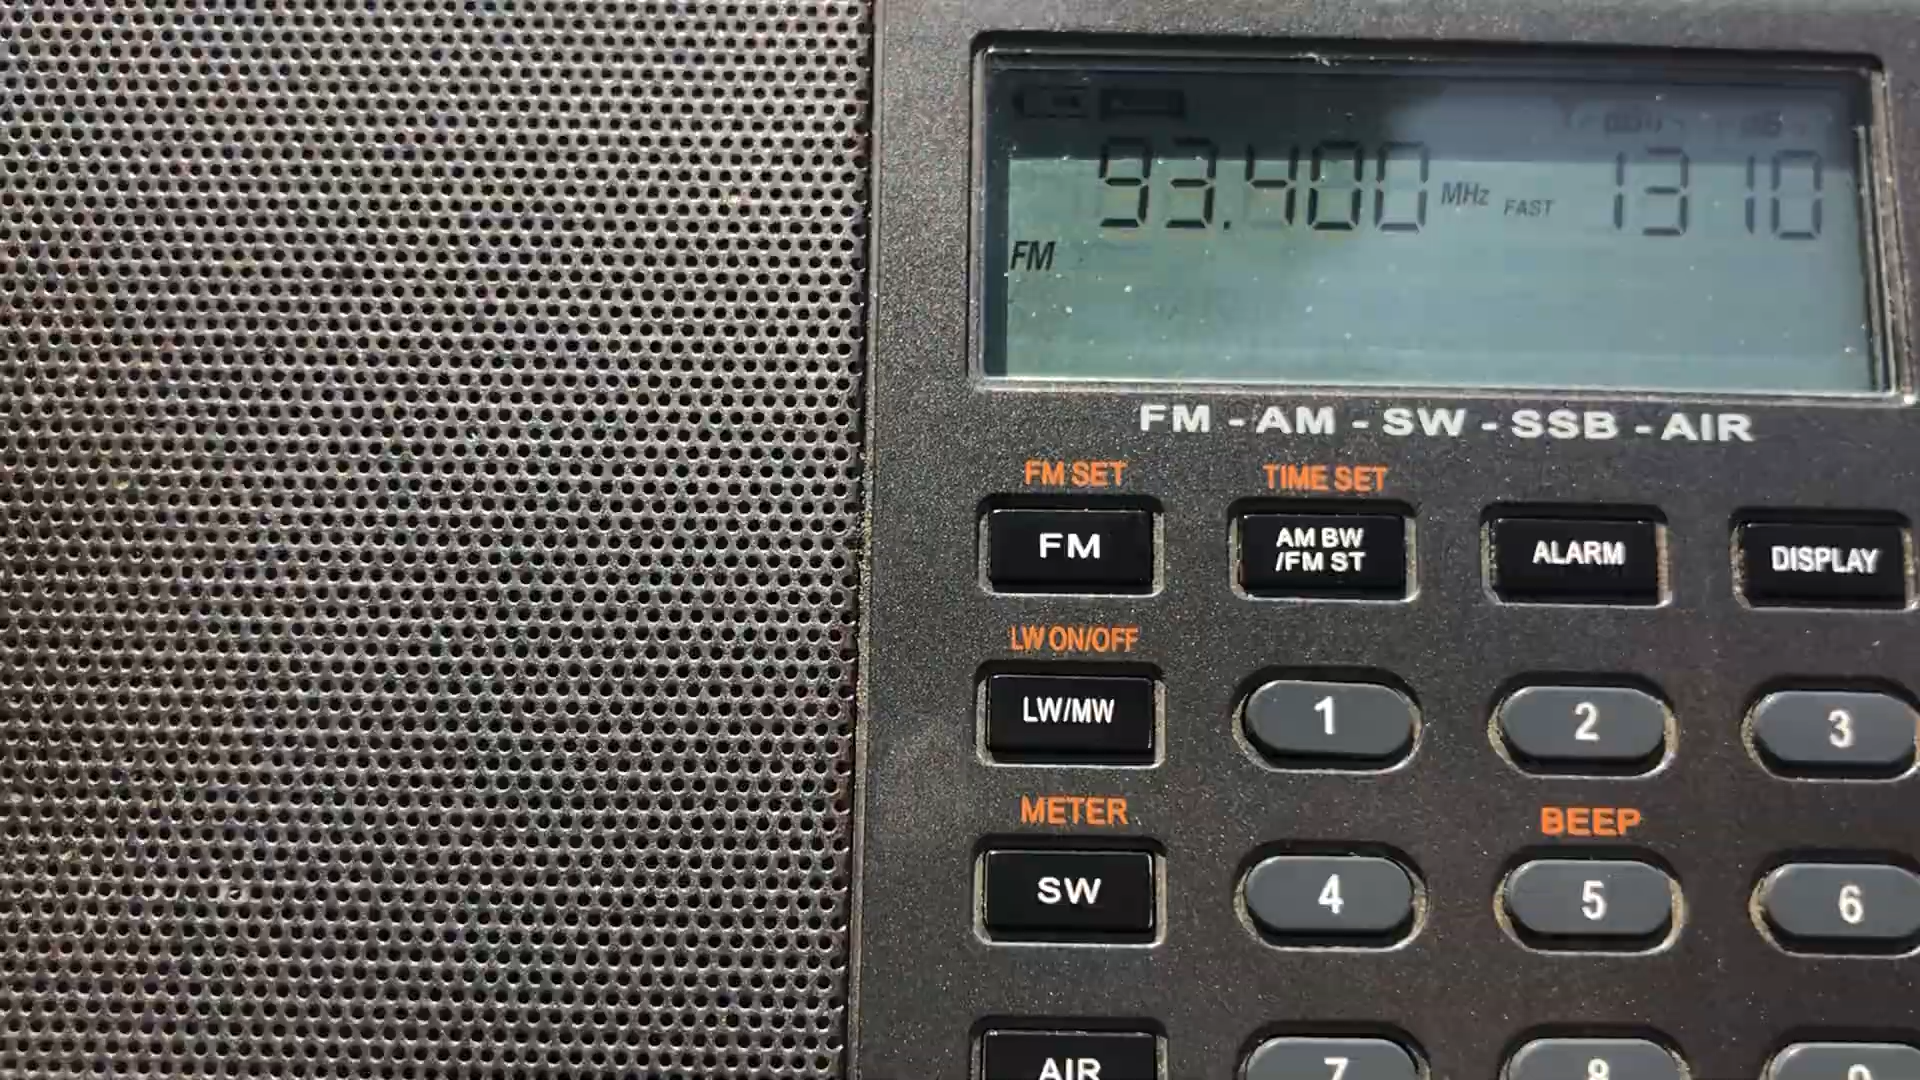 93.400 MHz FAST 13 10
FM
FM - AM - SW - SSB - AIR
FM SET TIME SET
FM AM BW /FM ST ALARM DISPLAY
LW ON/OFF
LW/MW 1 2 3
METER BEEP
SW 4 5 6
AIR 7 8 9